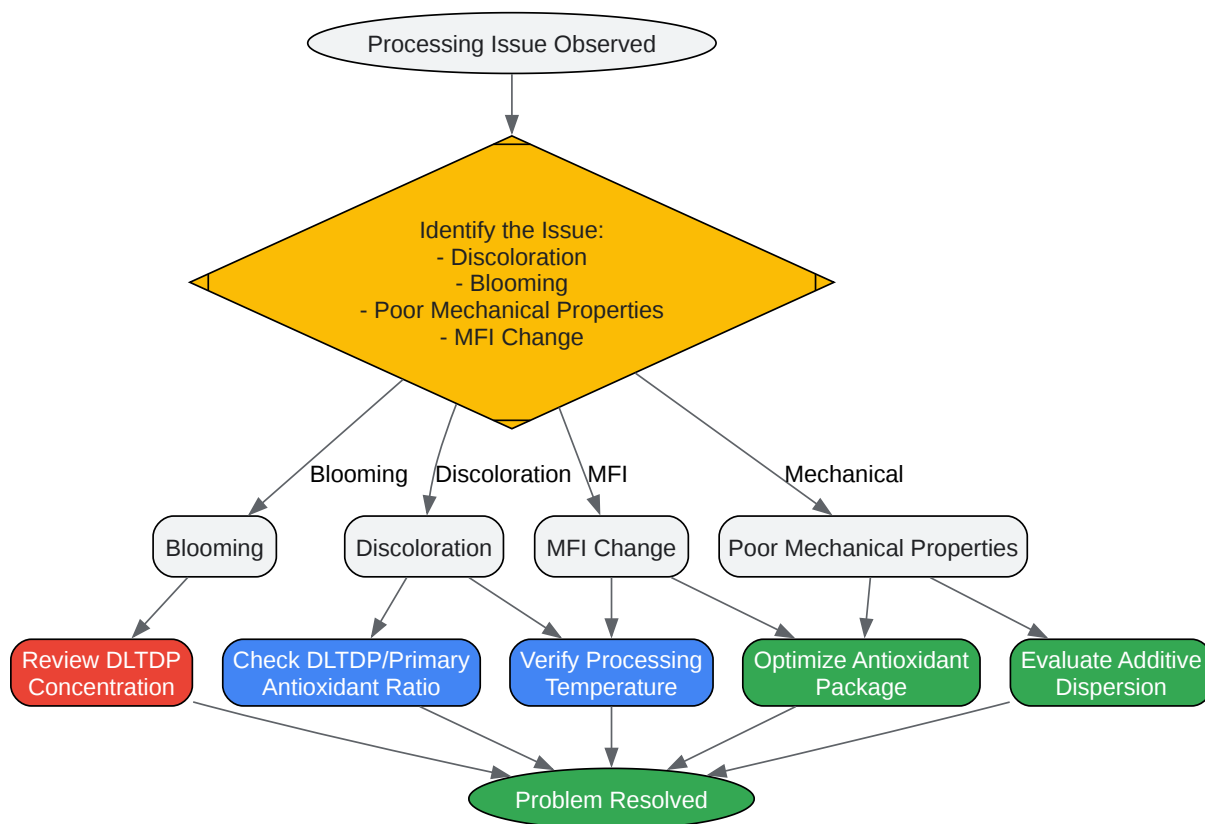 Processing Issue Observed
Identify the Issue:
- Discoloration
- Blooming
- Poor Mechanical Properties
- MFI Change
Blooming
Discoloration
MFI
Mechanical
Blooming
Discoloration
MFI Change
Poor Mechanical Properties
Review DLTDP
Concentration
Check DLTDP/Primary
Antioxidant Ratio
Verify Processing
Temperature
Optimize Antioxidant
Package
Evaluate Additive
Dispersion
Problem Resolved